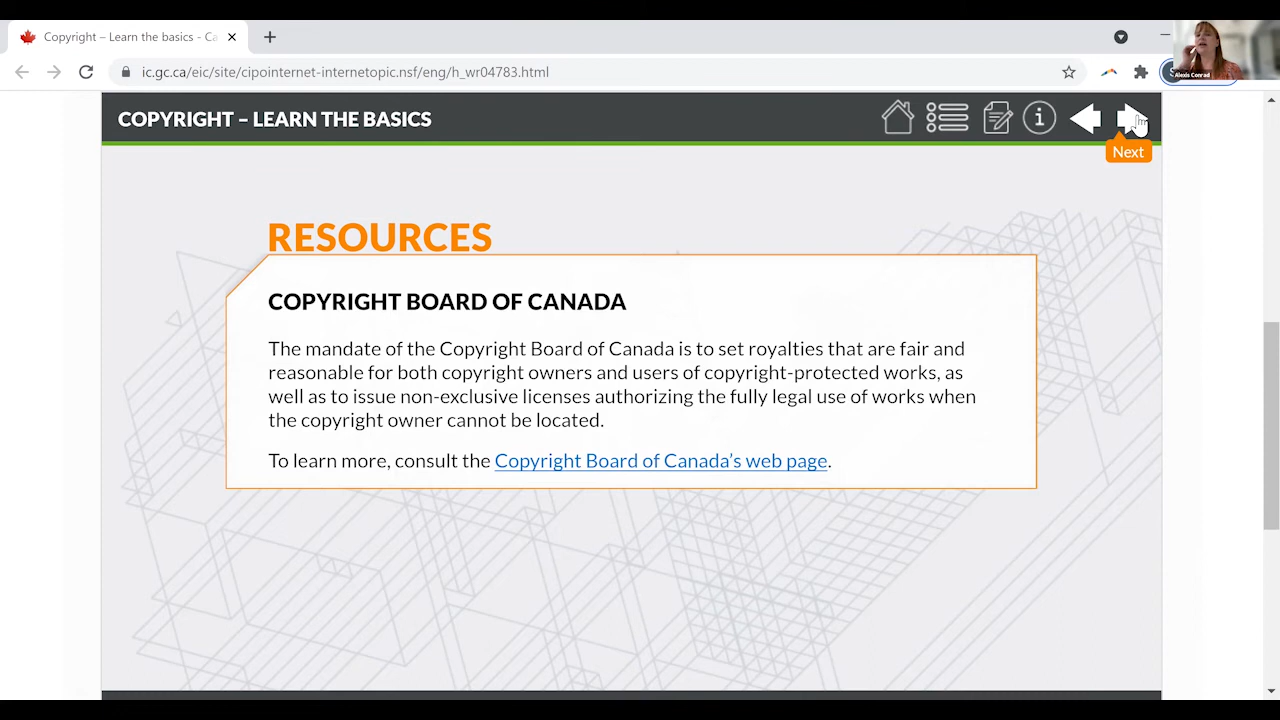 Copyright – Learn the basics - Ca
ic.gc.ca/eic/site/cipointernet-internetopic.nsf/eng/h_wr04783.html
Alexis Conrad
COPYRIGHT – LEARN THE BASICS
Next
RESOURCES
COPYRIGHT BOARD OF CANADA
The mandate of the Copyright Board of Canada is to set royalties that are fair and
reasonable for both copyright owners and users of copyright-protected works, as
well as to issue non-exclusive licenses authorizing the fully legal use of works when
the copyright owner cannot be located.
To learn more, consult the Copyright Board of Canada’s web page.